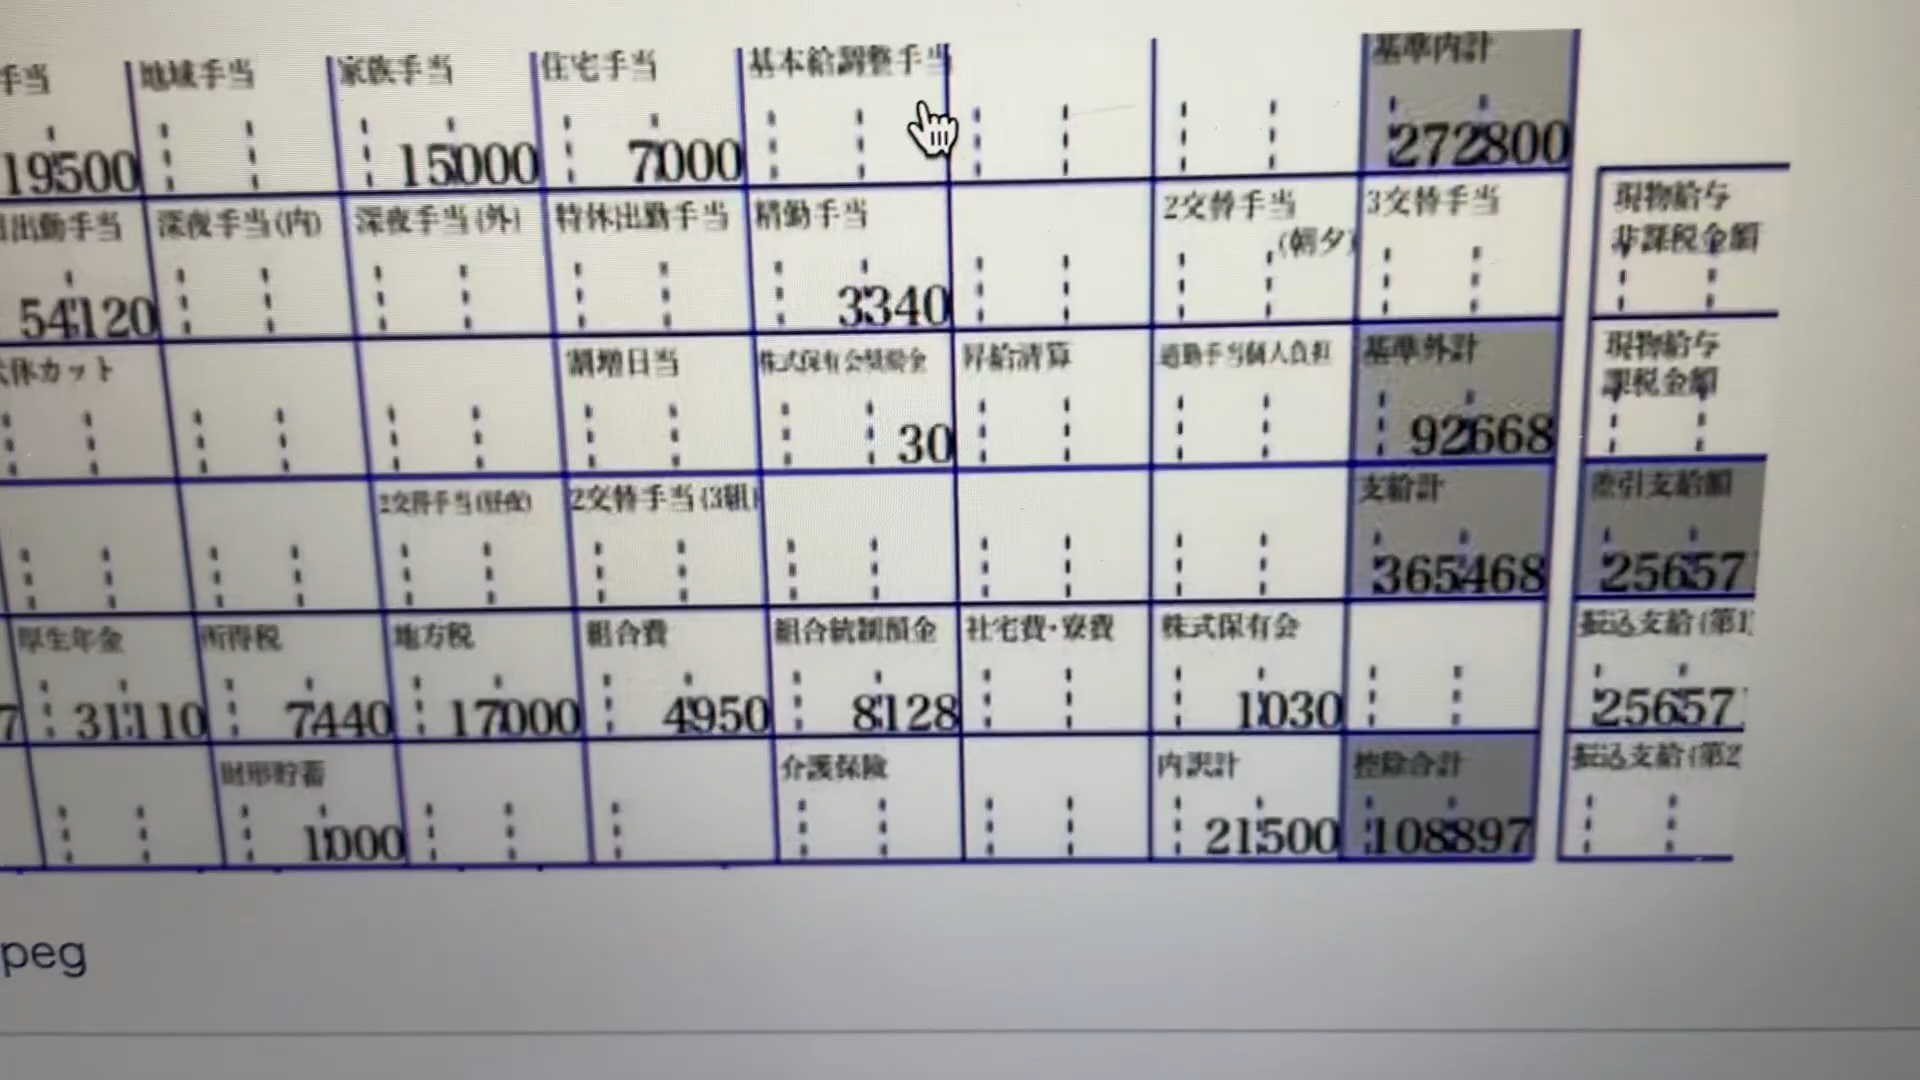 手当 地域手当 家族手当 住宅手当 基本給調整手当 基準内計
19500 15000 7000 272800
出勤手当 深夜手当(内) 深夜手当(外) 特休出勤手当 精勤手当 2交替手当 3交替手当 現物給与
(朝夕) 非課税金額
54120 3340
休カット 割増日当 株式保有会奨励金 昇給清算 通勤手当個人負担 基準外計 現物給与
課税金額
30 92668
2交替手当(昼夜) 2交替手当(3組) 支給計 差引支給額
365468 25657
厚生年金 所得税 地方税 組合費 組合統制預金 社宅費・寮費 株式保有会 振込支給(第1
7 31110 7440 17000 4950 8128 1030 25657
財形貯蓄 介護保険 内訳計 控除合計 振込支給(第2
1000 21500 108897
peg